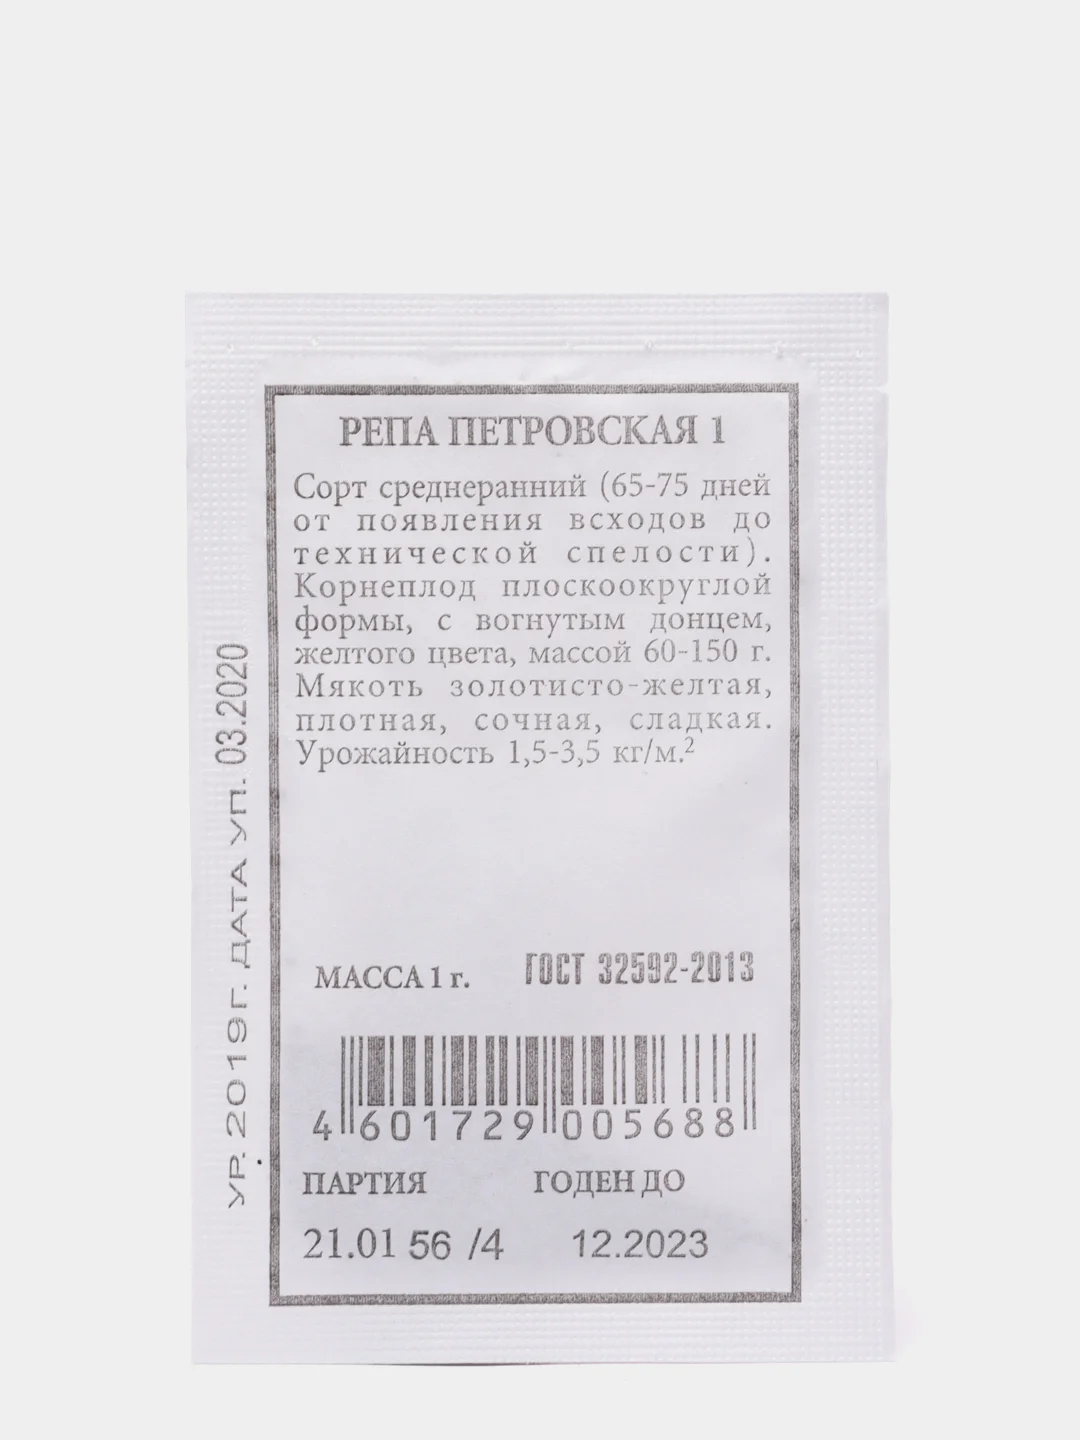 РЕПА ПЕТРОВСКАЯ 1
Сорт среднеранний (65-75 дней
от появления всходов до
технической спелости).
Корнеплод плоскоокруглой
формы, с вогнутым донцем,
желтого цвета, массой 60-150 г.
Мякоть золотисто-желтая,
плотная, сочная, сладкая.
Урожайность 1,5-3,5 кг/м.²
МАССА 1 г. ГОСТ 32592-2013
4 601729 005688
ПАРТИЯ ГОДЕН ДО
21.01 56 /4 12.2023
УР. 2019 г. ДАТА УП. 03.2020